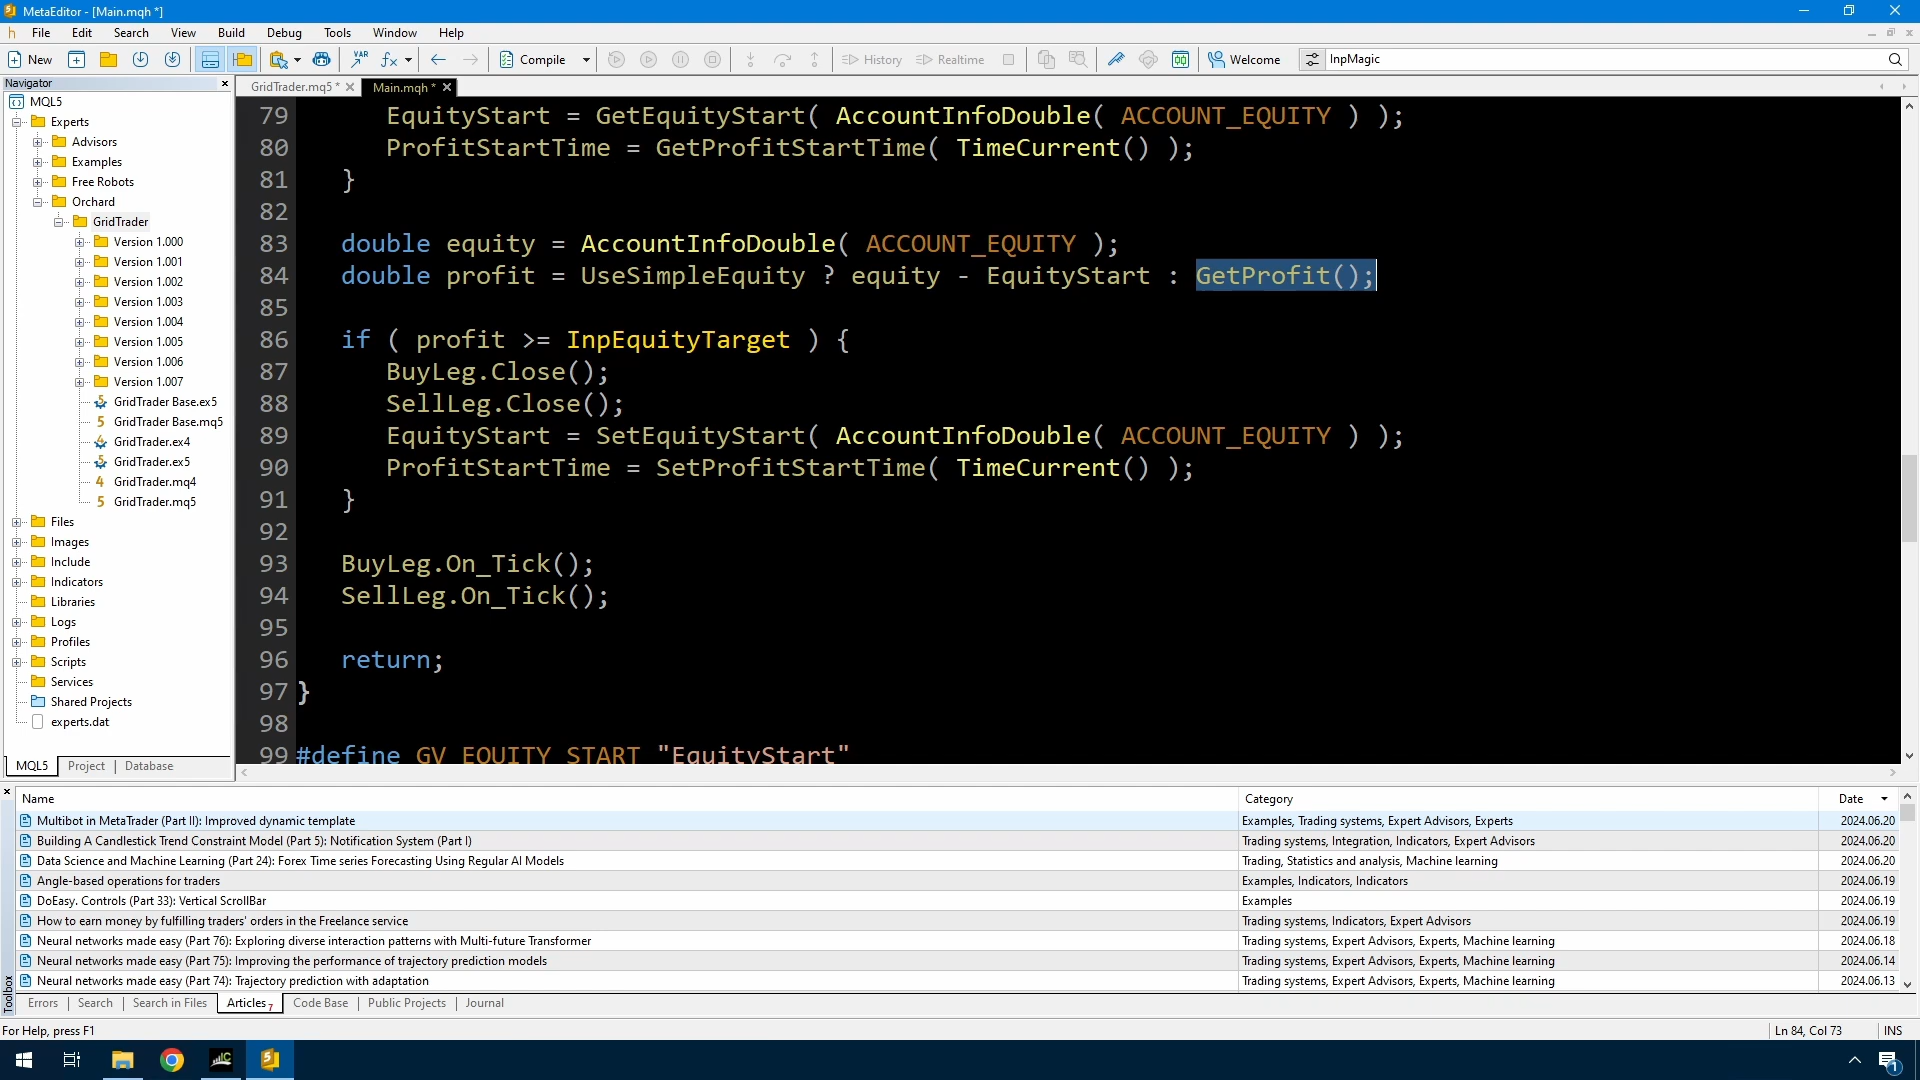 MetaEditor - [Main.mqh *]
File Edit Search View Build Debug Tools Window Help
New Compile History Realtime Welcome InpMagic
Navigator
GridTrader.mq5 * Main.mqh *
MQL5
Experts
Advisors
Examples
Free Robots
Orchard
GridTrader
Version 1.000
Version 1.001
Version 1.002
Version 1.003
Version 1.004
Version 1.005
Version 1.006
Version 1.007
GridTrader Base.ex5
GridTrader Base.mq5
GridTrader.ex4
GridTrader.ex5
GridTrader.mq4
GridTrader.mq5
Files
Images
Include
Indicators
Libraries
Logs
Profiles
Scripts
Services
Shared Projects
experts.dat
MQL5 Project Database
79 EquityStart = GetEquityStart( AccountInfoDouble( ACCOUNT_EQUITY ) );
80 ProfitStartTime = GetProfitStartTime( TimeCurrent() );
81 }
82
83 double equity = AccountInfoDouble( ACCOUNT_EQUITY );
84 double profit = UseSimpleEquity ? equity - EquityStart : GetProfit();
85
86 if ( profit >= InpEquityTarget ) {
87 BuyLeg.Close();
88 SellLeg.Close();
89 EquityStart = SetEquityStart( AccountInfoDouble( ACCOUNT_EQUITY ) );
90 ProfitStartTime = SetProfitStartTime( TimeCurrent() );
91 }
92
93 BuyLeg.On_Tick();
94 SellLeg.On_Tick();
95
96 return;
97 }
98
99 #define GV_EQUITY_START "EquityStart"
Name Category Date
Multibot in MetaTrader (Part II): Improved dynamic template Examples, Trading systems, Expert Advisors, Experts 2024.06.20
Building A Candlestick Trend Constraint Model (Part 5): Notification System (Part I) Trading systems, Integration, Indicators, Expert Advisors 2024.06.20
Data Science and Machine Learning (Part 24): Forex Time series Forecasting Using Regular AI Models Trading, Statistics and analysis, Machine learning 2024.06.20
Angle-based operations for traders Examples, Indicators, Indicators 2024.06.19
DoEasy. Controls (Part 33): Vertical ScrollBar Examples 2024.06.19
How to earn money by fulfilling traders' orders in the Freelance service Trading systems, Indicators, Expert Advisors 2024.06.19
Neural networks made easy (Part 76): Exploring diverse interaction patterns with Multi-future Transformer Trading systems, Expert Advisors, Experts, Machine learning 2024.06.18
Neural networks made easy (Part 75): Improving the performance of trajectory prediction models Trading systems, Expert Advisors, Experts, Machine learning 2024.06.14
Neural networks made easy (Part 74): Trajectory prediction with adaptation Trading systems, Expert Advisors, Experts, Machine learning 2024.06.13
Toolbox
Errors Search Search in Files Articles 7 Code Base Public Projects Journal
For Help, press F1 Ln 84, Col 73 INS
1